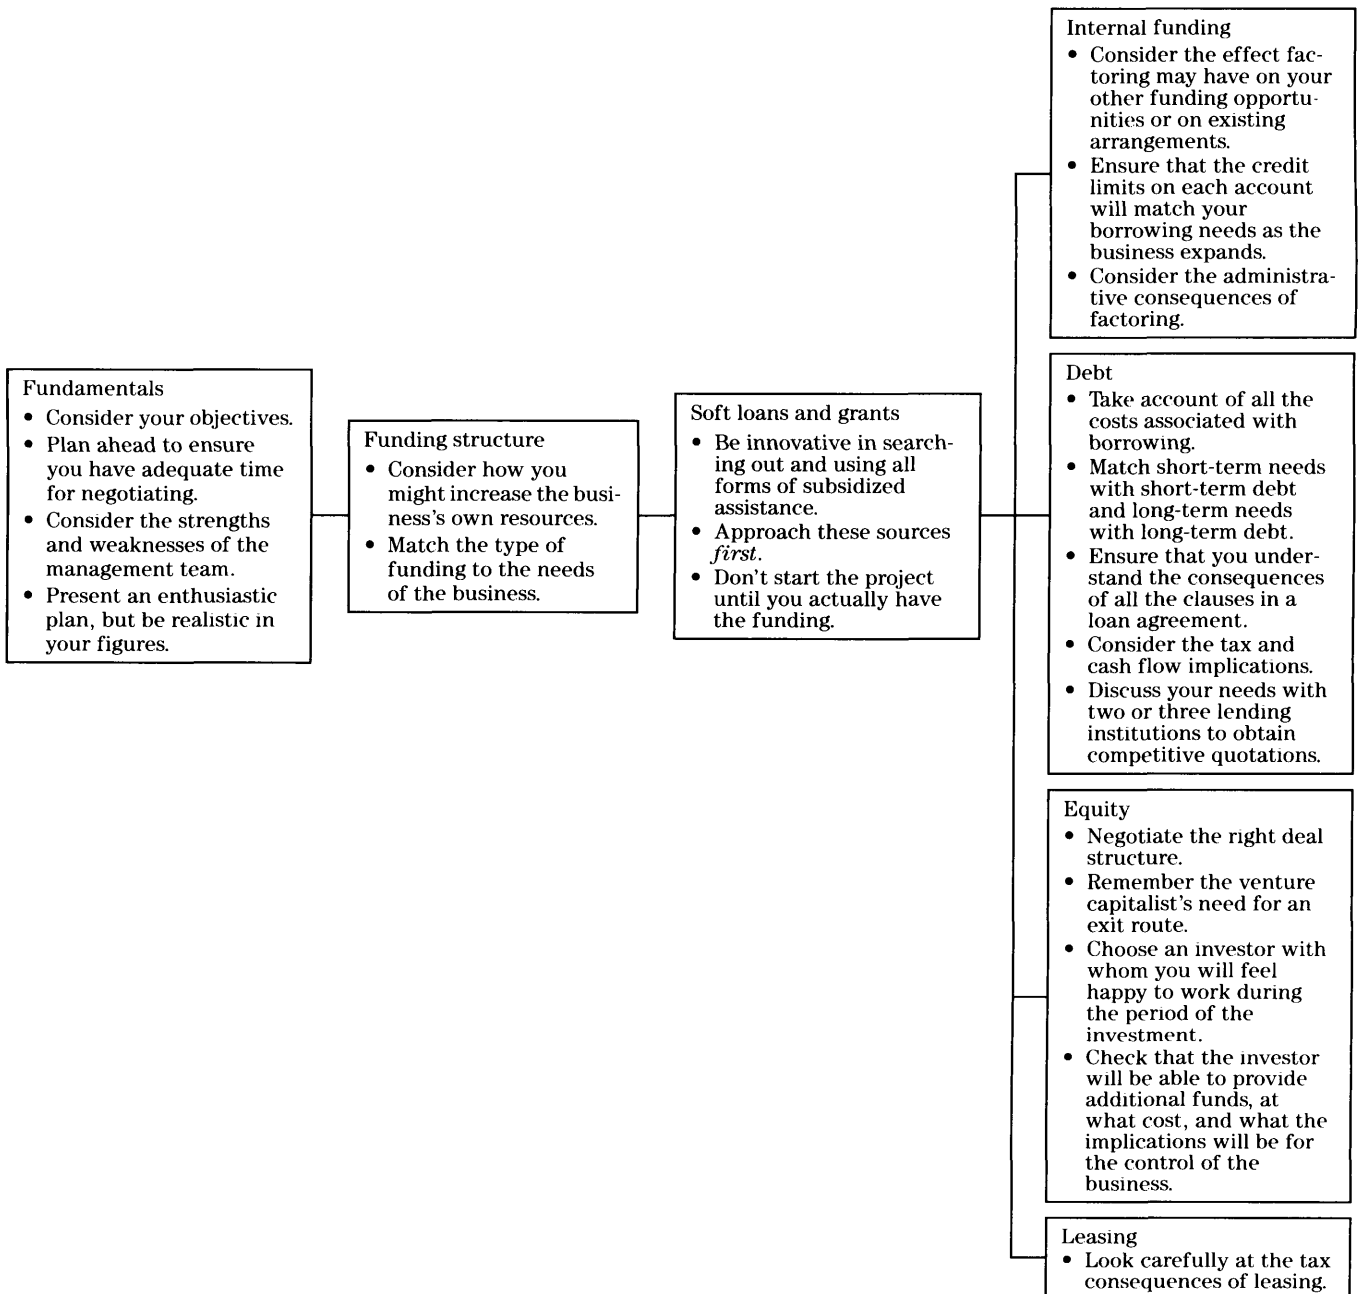 Fundamentals
• Consider your objectives.
• Plan ahead to ensure
you have adequate time
for negotiating.
• Consider the strengths
and weaknesses of the
management team.
• Present an enthusiastic
plan, but be realistic in
your figures.
Funding structure
• Consider how you
might increase the busi-
ness's own resources.
• Match the type of
funding to the needs
of the business.
Soft loans and grants
• Be innovative in search-
ing out and using all
forms of subsidized
assistance.
• Approach these sources
first.
• Don't start the project
until you actually have
the funding.
Internal funding
• Consider the effect fac-
toring may have on your
other funding opportu-
nities or on existing
arrangements.
• Ensure that the credit
limits on each account
will match your
borrowing needs as the
business expands.
• Consider the administra-
tive consequences of
factoring.
Debt
• Take account of all the
costs associated with
borrowing.
• Match short-term needs
with short-term debt
and long-term needs
with long-term debt.
• Ensure that you under-
stand the consequences
of all the clauses in a
loan agreement.
• Consider the tax and
cash flow implications.
• Discuss your needs with
two or three lending
institutions to obtain
competitive quotations.
Equity
• Negotiate the right deal
structure.
• Remember the venture
capitalist's need for an
exit route.
• Choose an investor with
whom you will feel
happy to work during
the period of the
investment.
• Check that the investor
will be able to provide
additional funds, at
what cost, and what the
implications will be for
the control of the
business.
Leasing
• Look carefully at the tax
consequences of leasing.